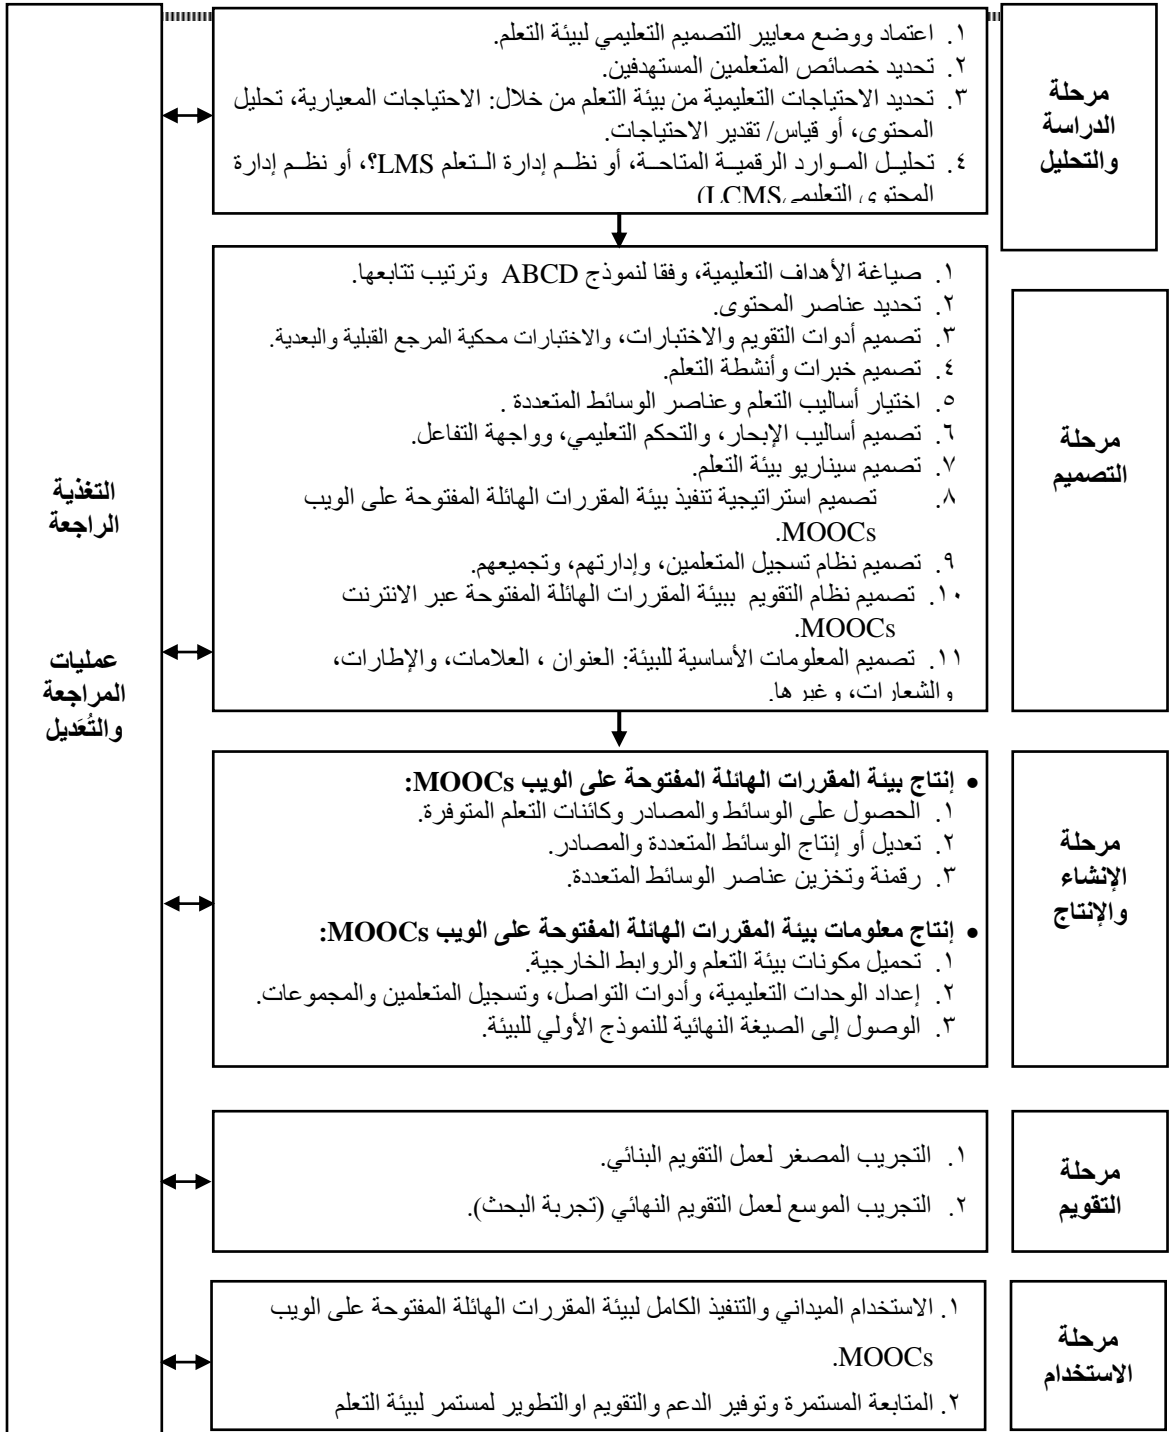 مرحلة
الدراسة
والتحليل
١. اعتماد ووضع معايير التصميم التعليمي لبيئة التعلم.
٢. تحديد خصائص المتعلمين المستهدفين.
٣. تحديد الاحتياجات التعليمية من بيئة التعلم من خلال: الاحتياجات المعيارية، تحليل
المحتوى، أو قياس/ تقدير الاحتياجات.
٤. تحليل الموارد الرقمية المتاحة، أو نظم إدارة التعلم LMS؟، أو نظم إدارة
المحتوى التعليمي LCMS)
مرحلة
التصميم
١. صياغة الأهداف التعليمية، وفقا لنموذج ABCD وترتيب تتابعها.
٢. تحديد عناصر المحتوى.
٣. تصميم أدوات التقويم والاختبارات، والاختبارات محكية المرجع القبلية والبعدية.
٤. تصميم خبرات وأنشطة التعلم.
٥. اختيار أساليب التعلم وعناصر الوسائط المتعددة .
٦. تصميم أساليب الإبحار، والتحكم التعليمي، وواجهة التفاعل.
٧. تصميم سيناريو بيئة التعلم.
٨. تصميم استراتيجية تنفيذ بيئة المقررات الهائلة المفتوحة على الويب
MOOCs.
٩. تصميم نظام تسجيل المتعلمين، وإدارتهم، وتجميعهم.
١٠. تصميم نظام التقويم ببيئة المقررات الهائلة المفتوحة عبر الانترنت
MOOCs.
١١. تصميم المعلومات الأساسية للبيئة: العنوان ، العلامات، والإطارات،
والشعارات، وغيرها.
مرحلة
الإنشاء
والإنتاج
• إنتاج بيئة المقررات الهائلة المفتوحة على الويب MOOCs:
١. الحصول على الوسائط والمصادر وكائنات التعلم المتوفرة.
٢. تعديل أو إنتاج الوسائط المتعددة والمصادر.
٣. رقمنة وتخزين عناصر الوسائط المتعددة.
• إنتاج معلومات بيئة المقررات الهائلة المفتوحة على الويب MOOCs:
١. تحميل مكونات بيئة التعلم والروابط الخارجية.
٢. إعداد الوحدات التعليمية، وأدوات التواصل، وتسجيل المتعلمين والمجموعات.
٣. الوصول إلى الصيغة النهائية للنموذج الأولي للبيئة.
مرحلة
التقويم
١. التجريب المصغر لعمل التقويم البنائي.
٢. التجريب الموسع لعمل التقويم النهائي (تجربة البحث).
مرحلة
الاستخدام
١. الاستخدام الميداني والتنفيذ الكامل لبيئة المقررات الهائلة المفتوحة على الويب
MOOCs.
٢. المتابعة المستمرة وتوفير الدعم والتقويم اوالتطوير لمستمر لبيئة التعلم
التغذية
الراجعة
عمليات
المراجعة
والتُعَديل